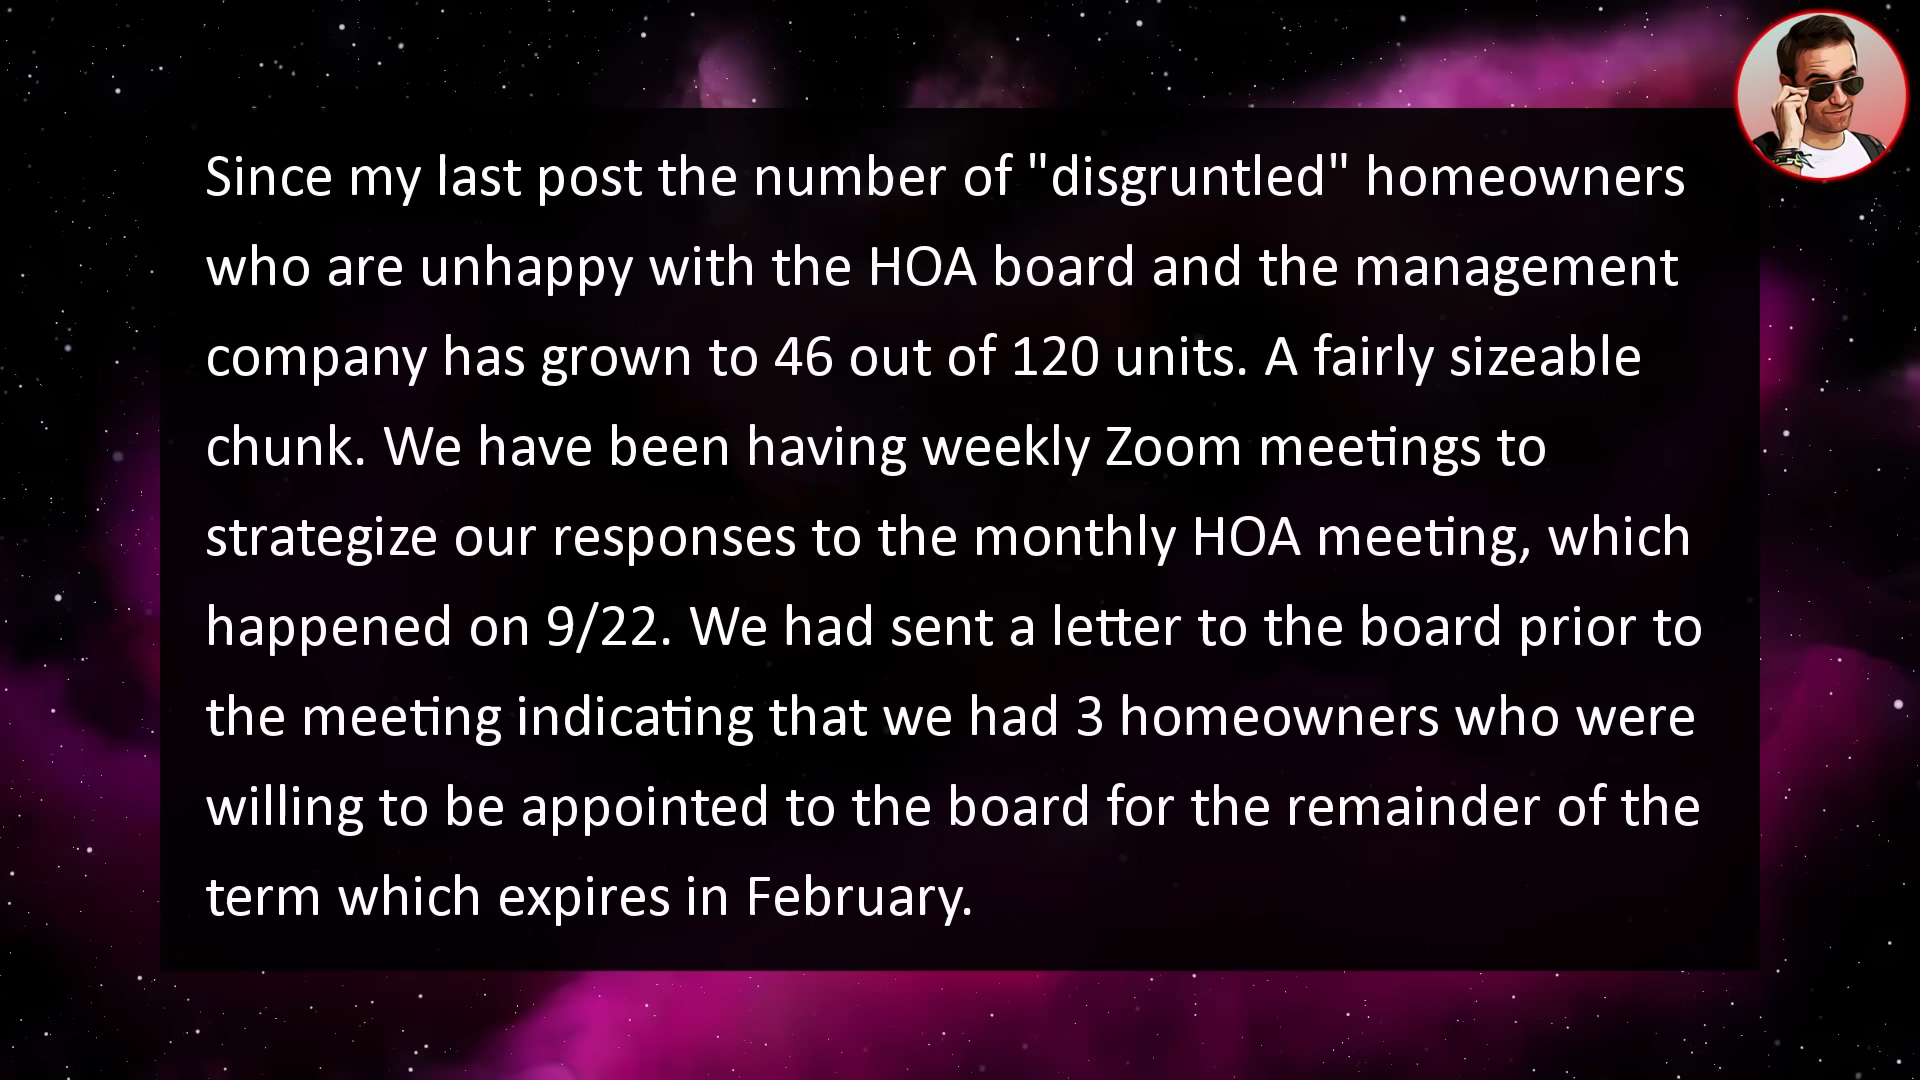 Since my last post the number of "disgruntled" homeowners
who are unhappy with the HOA board and the management
company has grown to 46 out of 120 units. A fairly sizeable
chunk. We have been having weekly Zoom meetings to
strategize our responses to the monthly HOA meeting, which
happened on 9/22. We had sent a letter to the board prior to
the meeting indicating that we had 3 homeowners who were
willing to be appointed to the board for the remainder of the
term which expires in February.